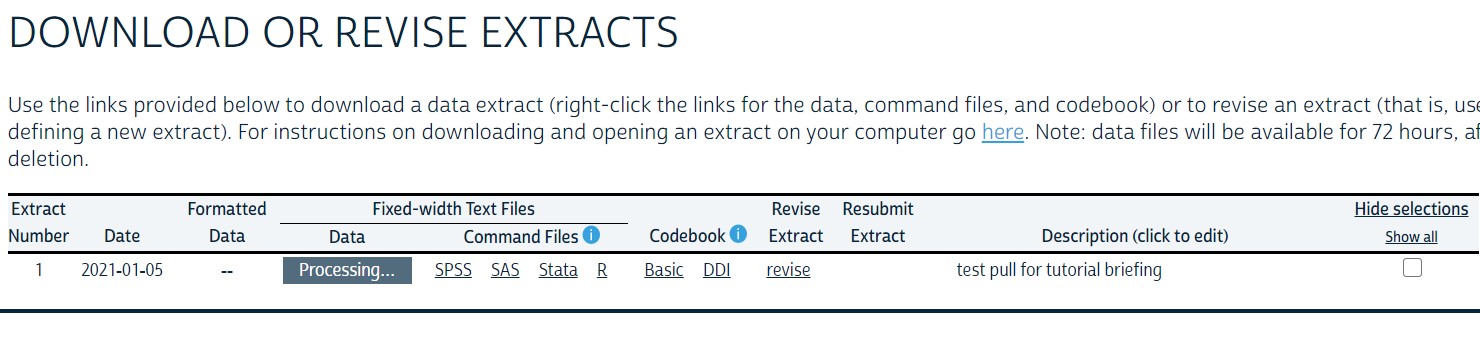 DOWNLOAD OR REVISE EXTRACTS
Use the links provided below to download a data extract (right-click the links for the data, command files, and codebook) or to revise an extract (that is,
defining a new extract). For instructions on downloading and opening an extract on your computer go here. Note: data files will be available for 72 hours,
deletion.
Extract Formatted Fixed-width Text Files Revise Resubmit Hide selections
Number Date Data Data Command Files i Codebook i Extract Extract Description (click to edit) Show all
1 2021-01-05 -- Processing... SPSS SAS Stata R Basic DDI revise test pull for tutorial briefing